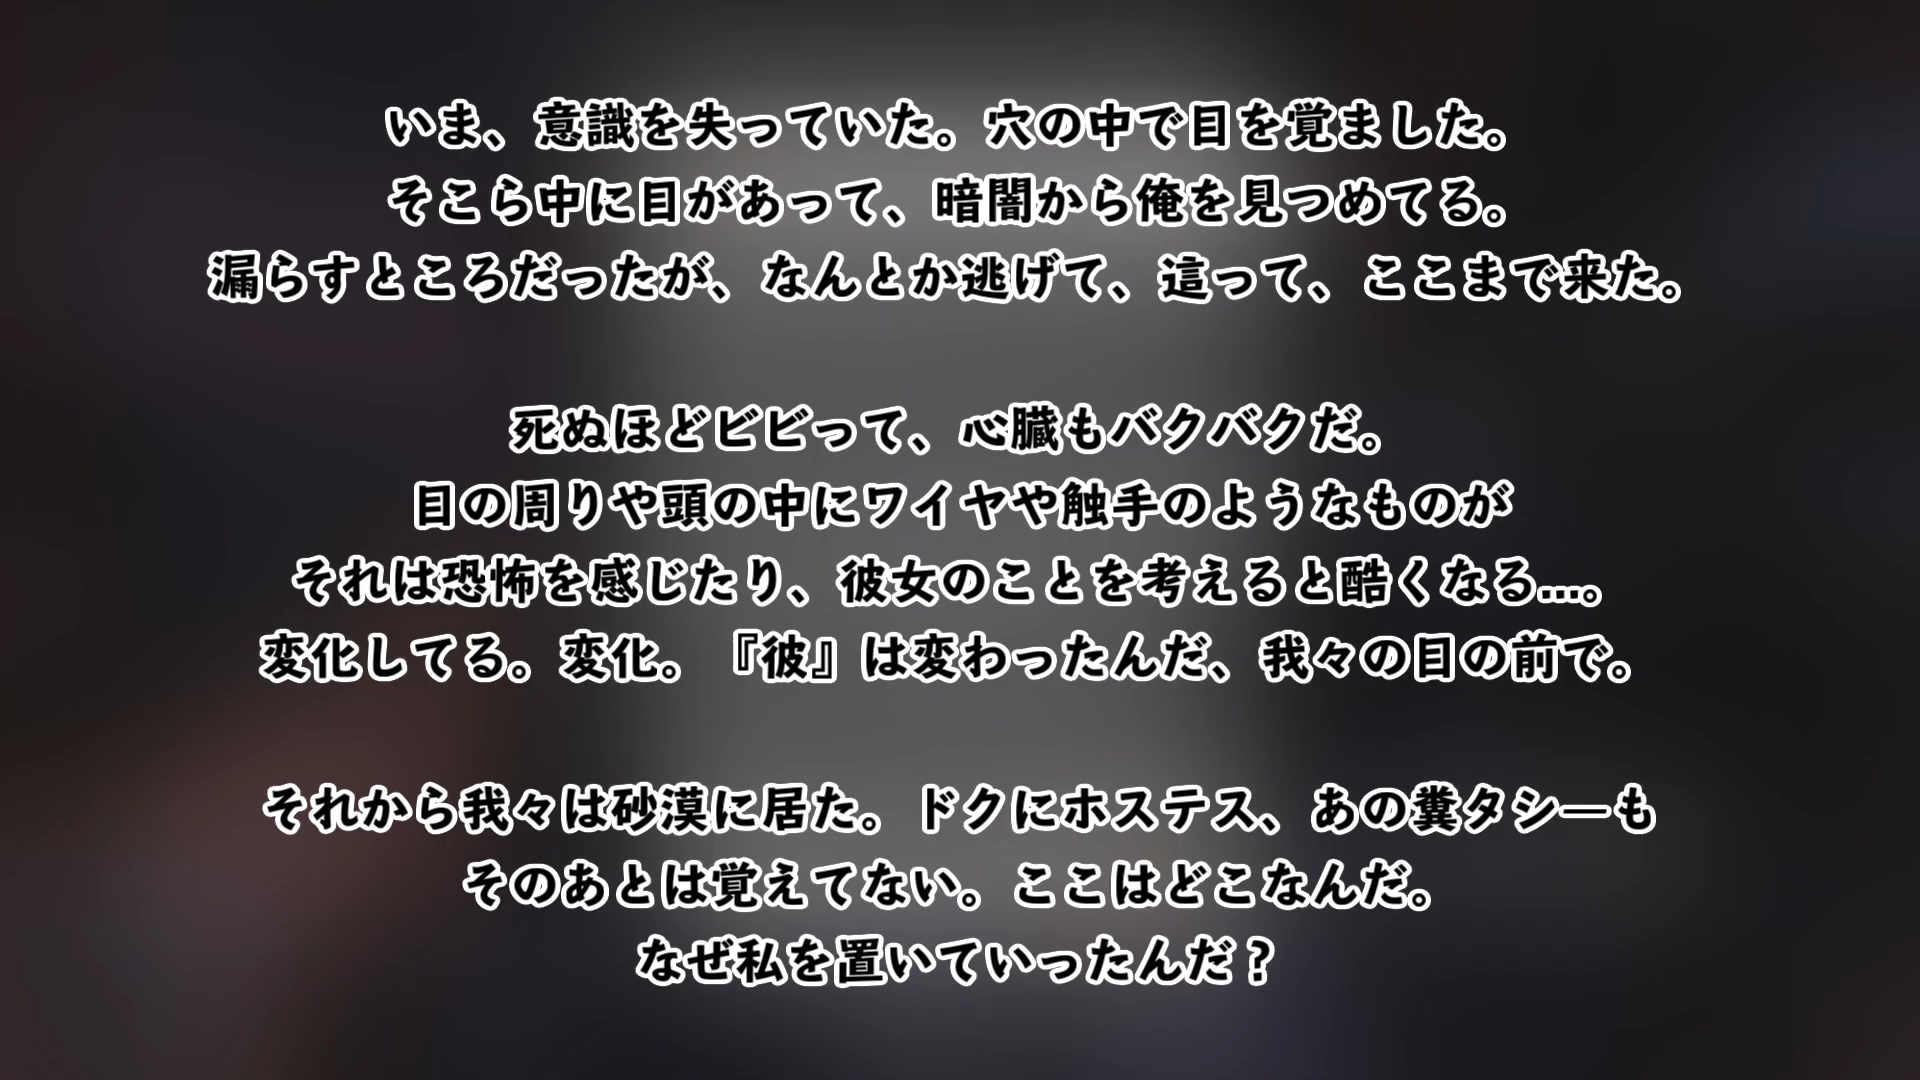 いま、意識を失っていた。穴の中で目を覚ました。
そこら中に目があって、暗闇から俺を見つめてる。
漏らすところだったが、なんとか逃げて、這って、ここまで来た。
死ぬほどビビって、心臓もバクバクだ。
目の周りや頭の中にワイヤや触手のようなものが
それは恐怖を感じたり、彼女のことを考えると酷くなる...。
変化してる。変化。『彼』は変わったんだ、我々の目の前で。
それから我々は砂漠に居た。ドクにホステス、あの糞タシーも
そのあとは覚えてない。ここはどこなんだ。
なぜ私を置いていったんだ？